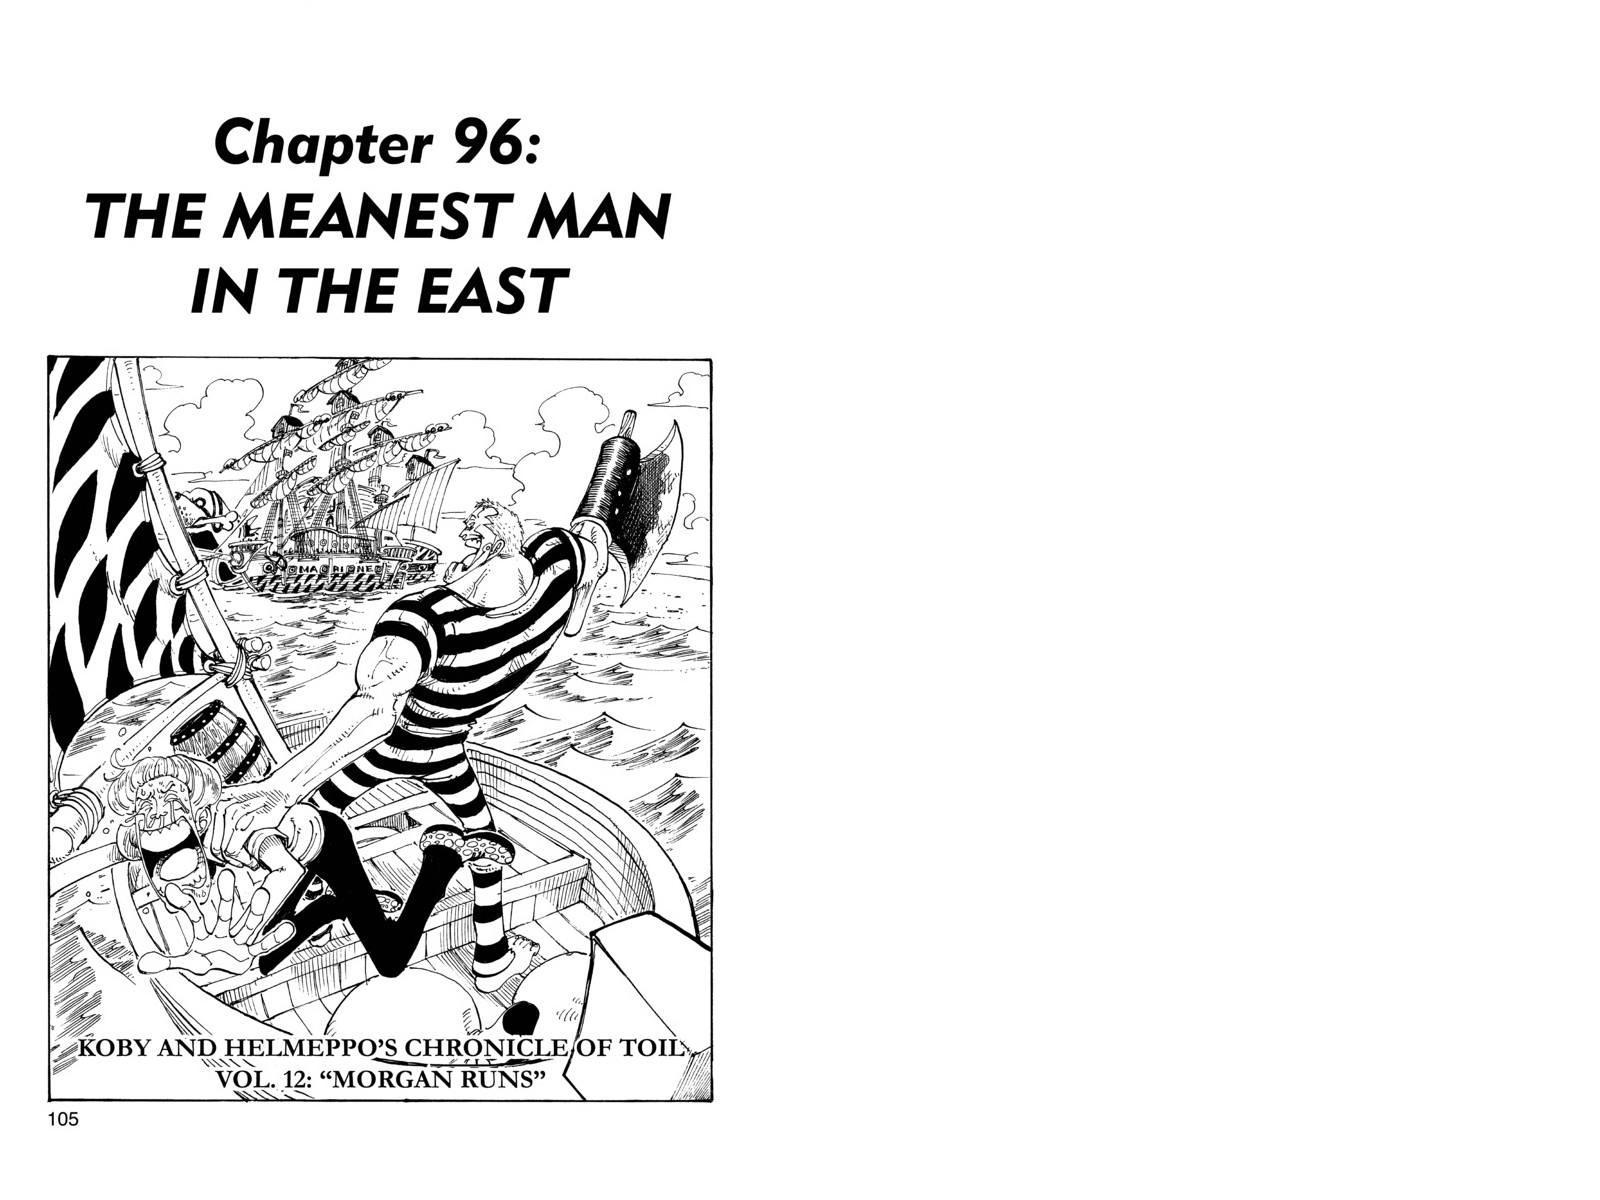 Chapter 96:
THE MEANEST MAN
IN THE EAST
MARINE
KOBY AND HELMEPPO'S CHRONICLE OF TOIL
VOL. 12: “MORGAN RUNS”
105